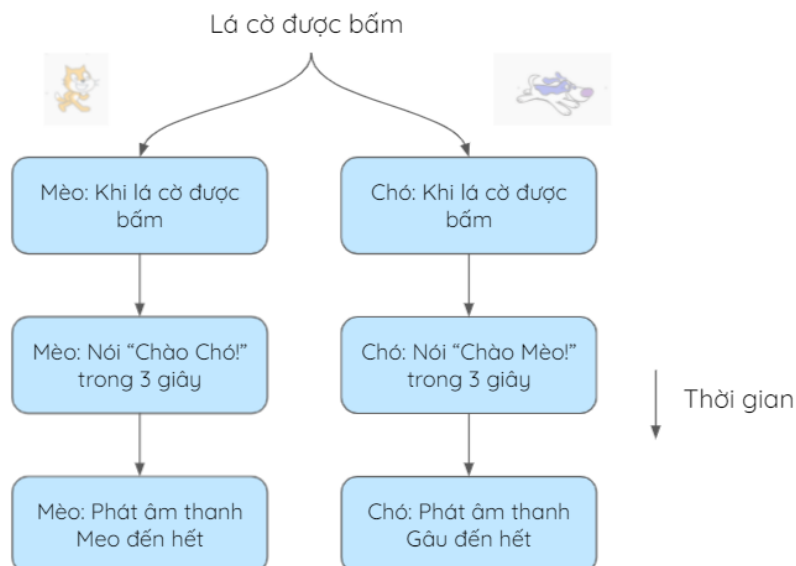 Lá cờ được bấm
Mèo: Khi lá cờ được
bấm
Chó: Khi lá cờ được
bấm
Mèo: Nói “Chào Chó!”
trong 3 giây
Chó: Nói “Chào Mèo!”
trong 3 giây
Thời gian
Mèo: Phát âm thanh
Meo đến hết
Chó: Phát âm thanh
Gâu đến hết